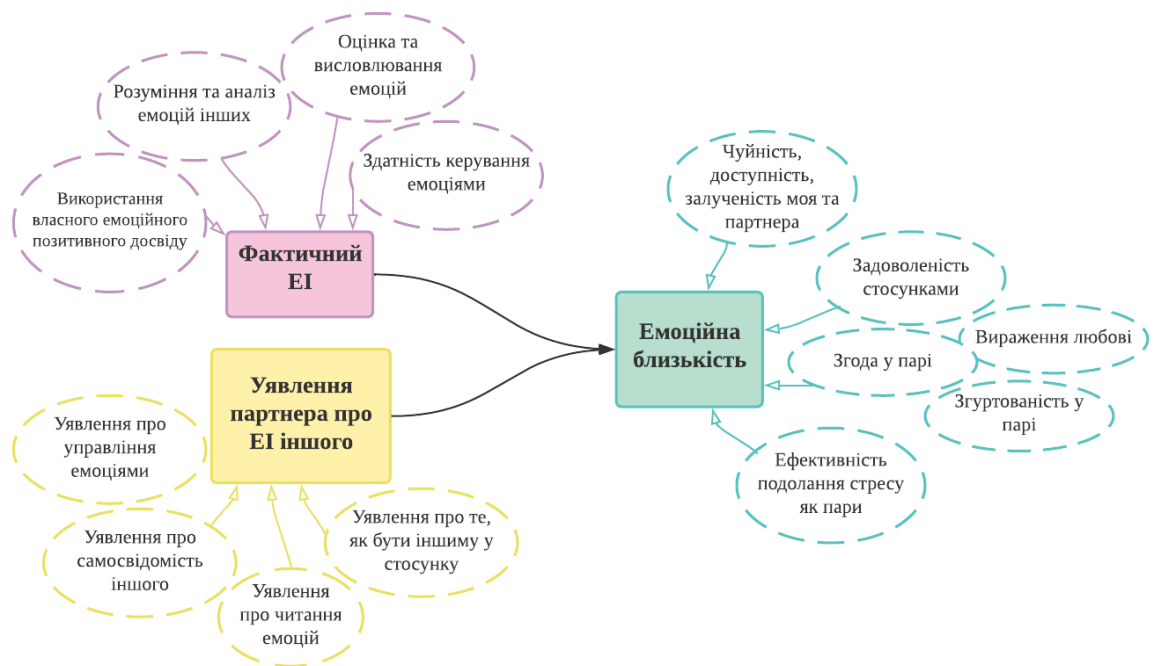 Оцінка та
висловлювання
емоцій
Розуміння та аналіз
емоцій інших
Здатність керування
емоціями
Використання
власного емоційного
позитивного досвіду
Фактичний
ЕІ
Чуйність,
доступність,
залученість моя та
партнера
Задоволеність
стосунками
Вираження любові
Згода у парі
Згуртованість у
парі
Емоційна
близькість
Ефективність
подолання стресу
як пари
Уявлення
партнера про
ЕІ іншого
Уявлення про
управління
емоціями
Уявлення про
самосвідомість
іншого
Уявлення
про читання
емоцій
Уявлення про те,
як бути іншиму у
стосунку